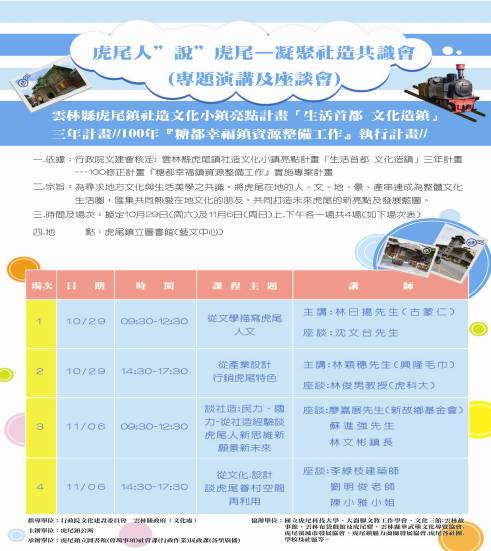 虎尾人”說”虎尾—凝聚社造共識會
(專題演講及座談會)
雲林縣虎尾鎮社造文化小鎮亮點計畫「生活首都 文化造鎮」
三年計畫//100年『糖都幸福鎮資源整備工作』執行計畫//
一.依據：行政院文建會核定: 雲林縣虎尾鎮社造文化小鎮亮點計畫「生活首都 文化造鎮」三年計畫
---100修正計畫『糖都幸福鎮資源整備工作』實施專案計畫
二.宗旨：為尋求地方文化與生活美學之共識，將虎尾在地的人、文、地、景、產串連成為整體文化
生活圈，匯集共同熱愛在地文化的朋友，共同打造未來虎尾的新亮點及發展藍圖。
三.時間及場次：擬定10月29日(周六)及11月6日(周日)上.下午各一場共4場(如下場次表)
四.地 點：虎尾鎮立圖書館(藝文中心)
場次 日 期 時 間 課 程 主 題 講 師
1 10/29 09:30-12:30 從文學描寫虎尾人文 主講:林日揚先生(古蒙仁)
座談:沈文台先生
2 10/29 14:30-17:30 從產業設計行銷虎尾特色 主講:林穎穗先生(興隆毛巾)
座談:林俊男教授(虎科大)
3 11/06 09:30-12:30 談社造:民力、國力-從社造經驗談虎尾人新思維新願景新未來 座談:廖嘉展先生(新故鄉基金會)
蘇進強先生
林文彬鎮長
4 11/06 14:30-17:30 從文化.設計談虎尾眷村空間再利用 座談:李綠枝建築師
劉明俊老師
陳小雅小姐
指導單位：行政院文化建設委員會 雲林縣政府(文化處)
主辦單位：虎尾鎮公所
承辦單位：虎尾鎮立圖書館
協辦單位：國立虎尾科技大學、